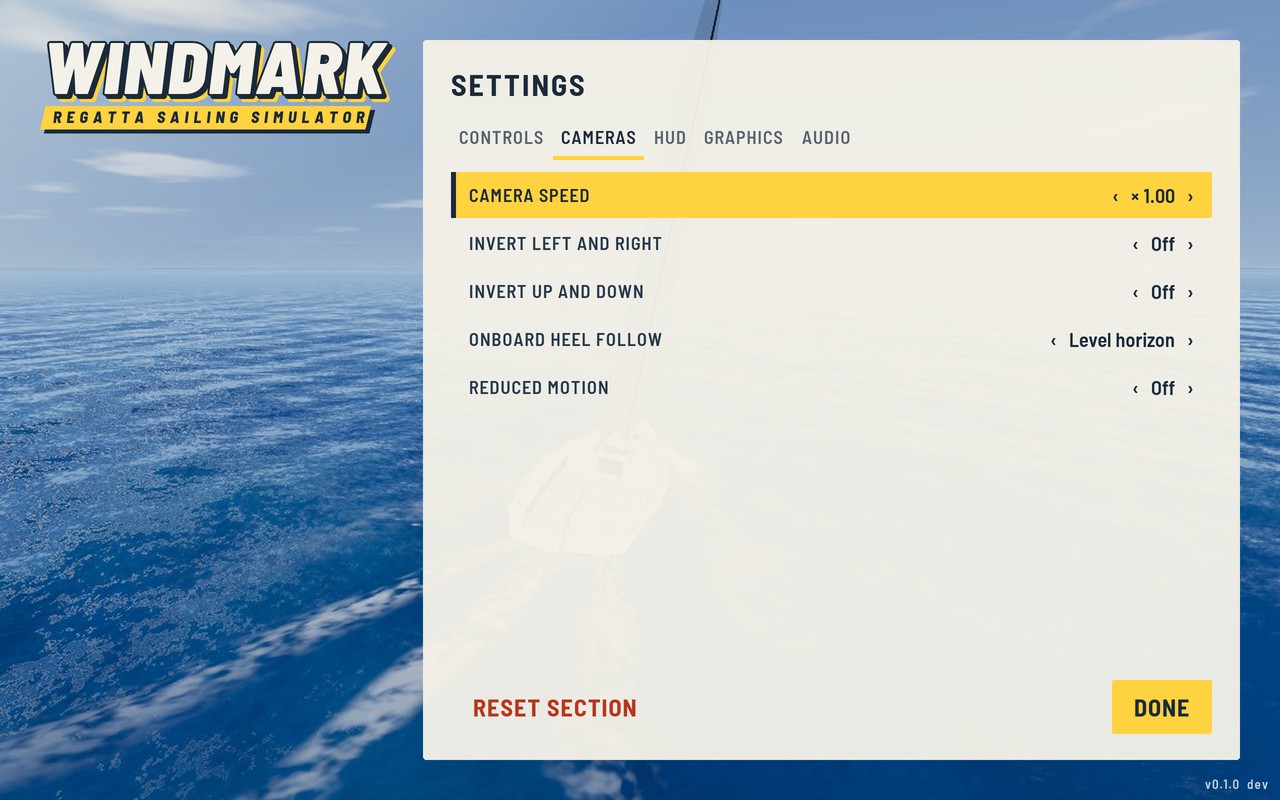 WINDMARK
REGATTA SAILING SIMULATOR
SETTINGS
CONTROLS CAMERAS HUD GRAPHICS AUDIO
CAMERA SPEED ‹ × 1.00 ›
INVERT LEFT AND RIGHT ‹ Off ›
INVERT UP AND DOWN ‹ Off ›
ONBOARD HEEL FOLLOW ‹ Level horizon ›
REDUCED MOTION ‹ Off ›
RESET SECTION DONE
v0.1.0 dev